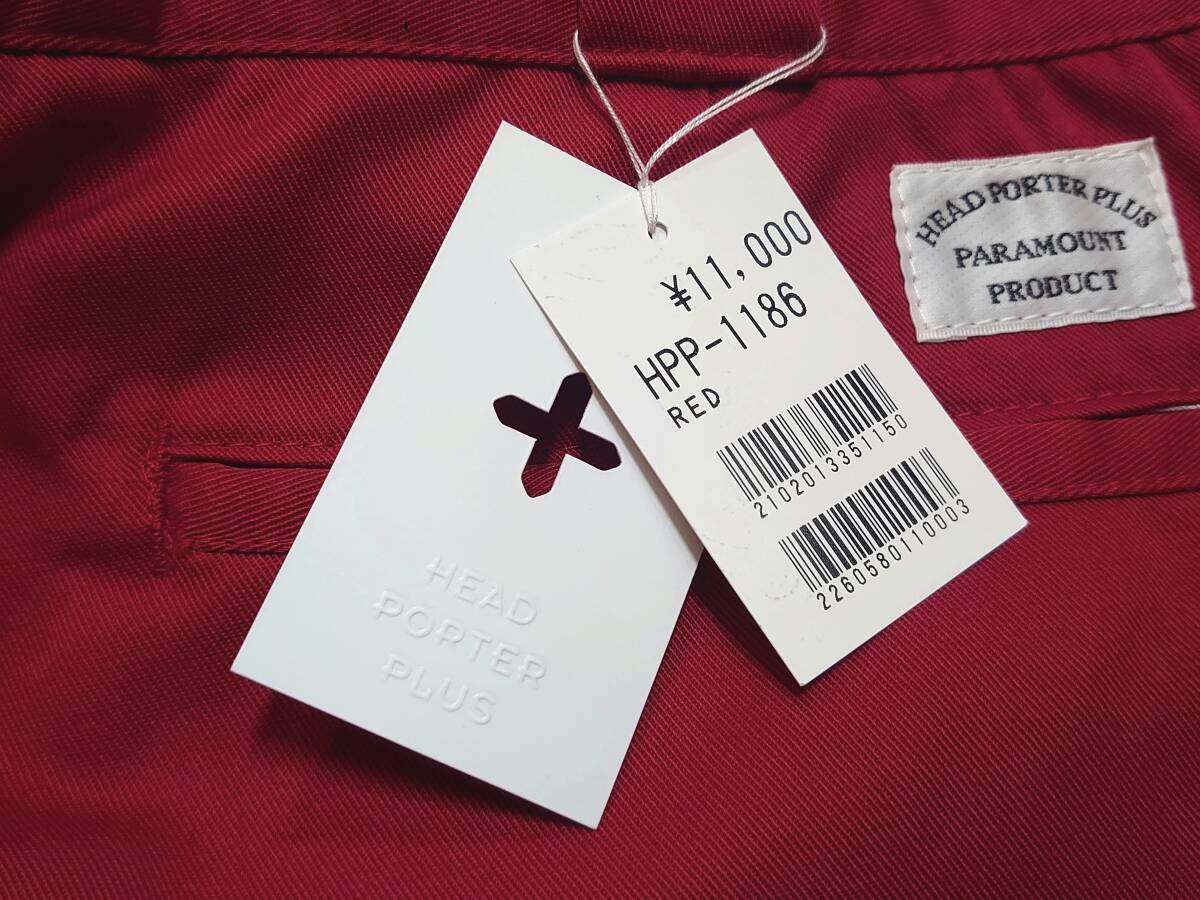 ¥11,000
HPP-1186
RED
2102013351150
2260580110003
HEAD
PORTER
PLUS
HEAD PORTER PLUS
PARAMOUNT
PRODUCT